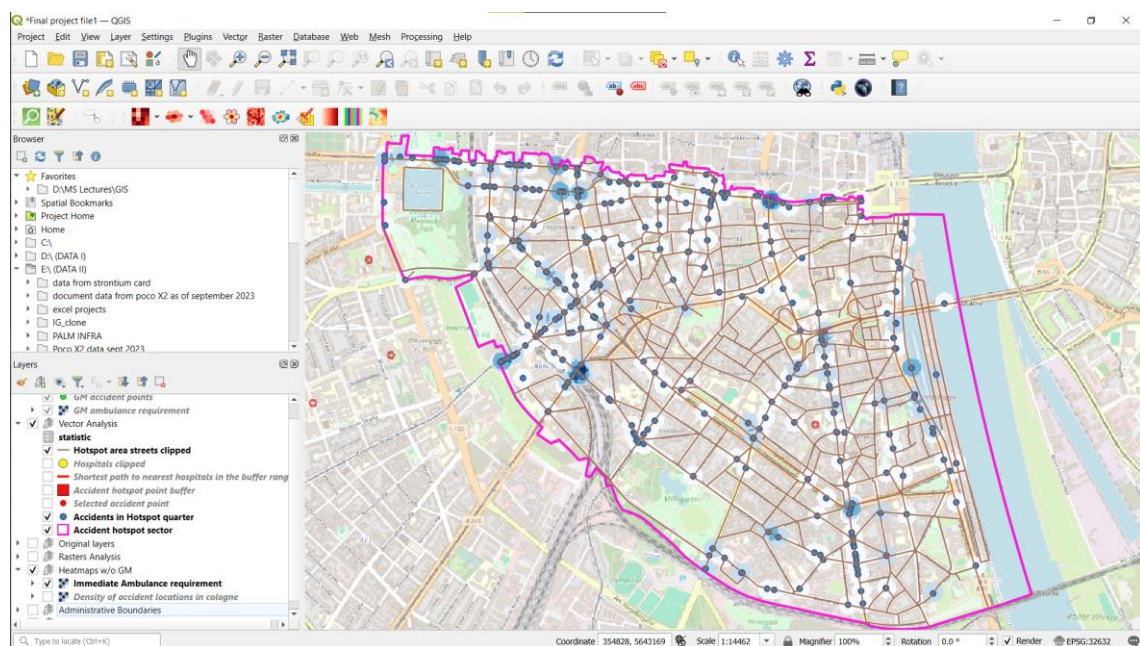 *Final project file1 — QGIS
Project Edit View Layer Settings Plugins Vector Raster Database Web Mesh Processing Help
Browser
Favorites
D:\MS Lectures\GIS
Spatial Bookmarks
Project Home
Home
C:\
D:\ (DATA I)
E:\ (DATA II)
data from strontium card
document data from poco X2 as of september 2023
excel projects
IG_clone
PALM INFRA
Poco X2 data sept 2023
Layers
GM accident points
GM ambulance requirement
Vector Analysis
statistic
Hotspot area streets clipped
Hospitals clipped
Shortest path to nearest hospitals in the buffer rang
Accident hotspot point buffer
Selected accident point
Accidents in Hotspot quarter
Accident hotspot sector
Original layers
Rasters Analysis
Heatmaps w/o GM
Immediate Ambulance requirement
Density of accident locations in cologne
Administrative Boundaries
Type to locate (Ctrl+K)
Coordinate 354828, 5643169 Scale 1:14462 Magnifier 100% Rotation 0.0 ° Render EPSG:32632